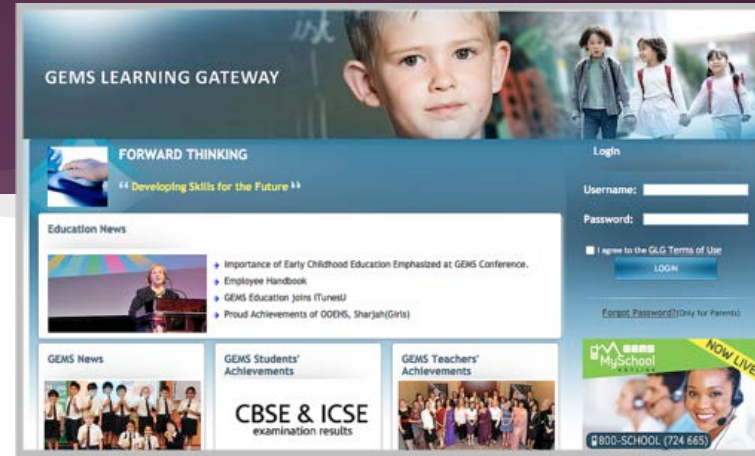 GEMS LEARNING GATEWAY
FORWARD THINKING
“ Developing Skills for the Future ”
Education News
Importance of Early Childhood Education Emphasized at GEMS Conference.
Employee Handbook
GEMS Education joins iTunesU
Proud Achievements of OOEHS, Sharjah(Girls)
GEMS News
GEMS Students'
Achievements
CBSE & ICSE
examination results
GEMS Teachers'
Achievements
Login
Username:
Password:
I agree to the GLG Terms of Use
LOGIN
Forgot Password?(Only for Parents)
GEMS
MySchool
HOTLINE
NOW LIVE
800-SCHOOL (724 665)